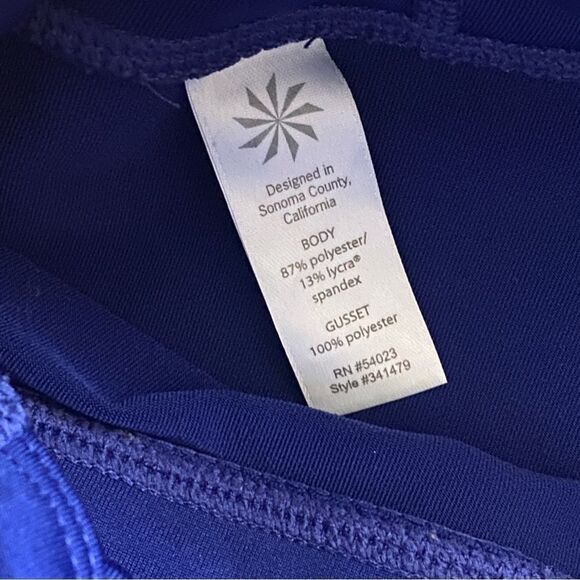 Designed in
Sonoma County,
California
BODY
87% polyester/
13% lycra®
spandex
GUSSET
100% polyester
RN #54023
Style #341479